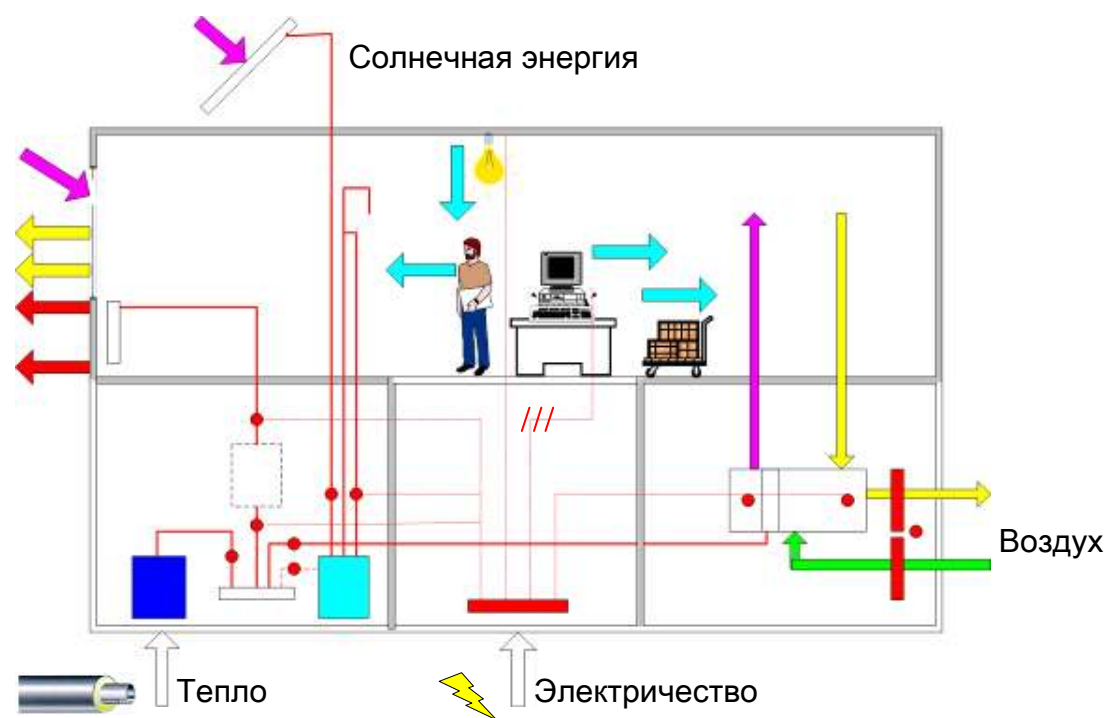 Солнечная энергия
Воздух
Тепло
Электричество